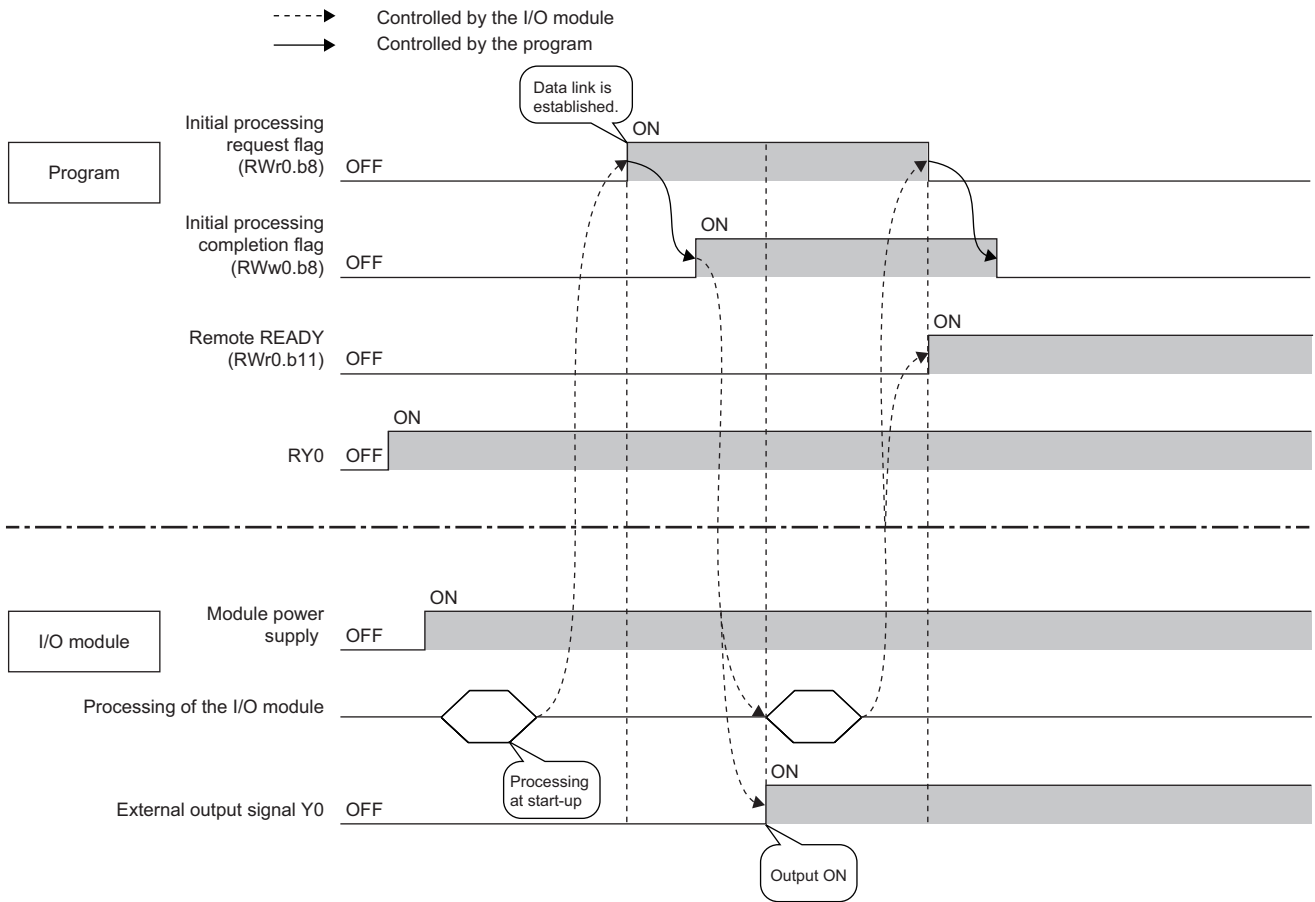 Controlled by the I/O module
Controlled by the program
Data link is
established.
Program
Initial processing
request flag
(RWr0.b8)
OFF
ON
Initial processing
completion flag
(RWw0.b8)
OFF
ON
Remote READY
(RWr0.b11)
OFF
ON
RY0
OFF
ON
I/O module
Module power
supply
OFF
ON
Processing of the I/O module
Processing
at start-up
External output signal Y0
OFF
ON
Output ON